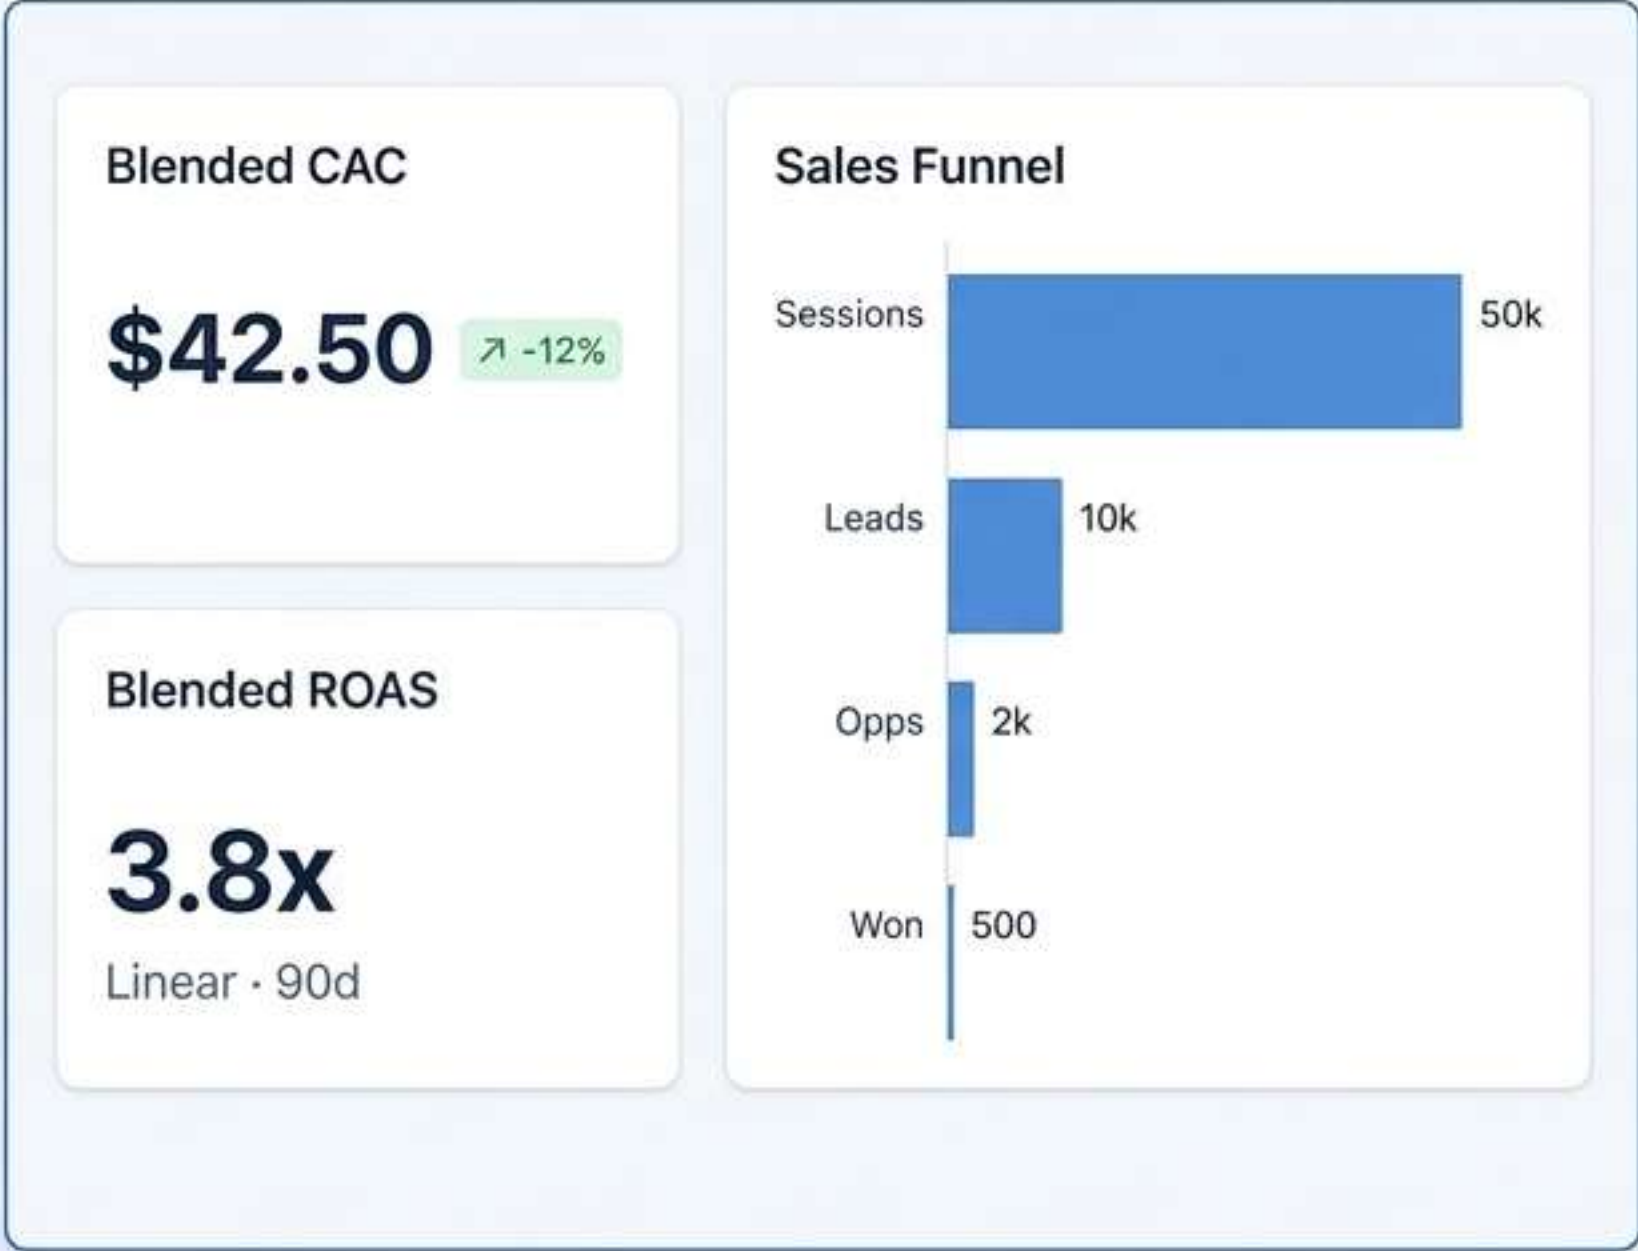 Blended CAC
$42.50 ↗ -12%
Blended ROAS
3.8x
Linear · 90d
Sales Funnel
Sessions 50k
Leads 10k
Opps 2k
Won 500